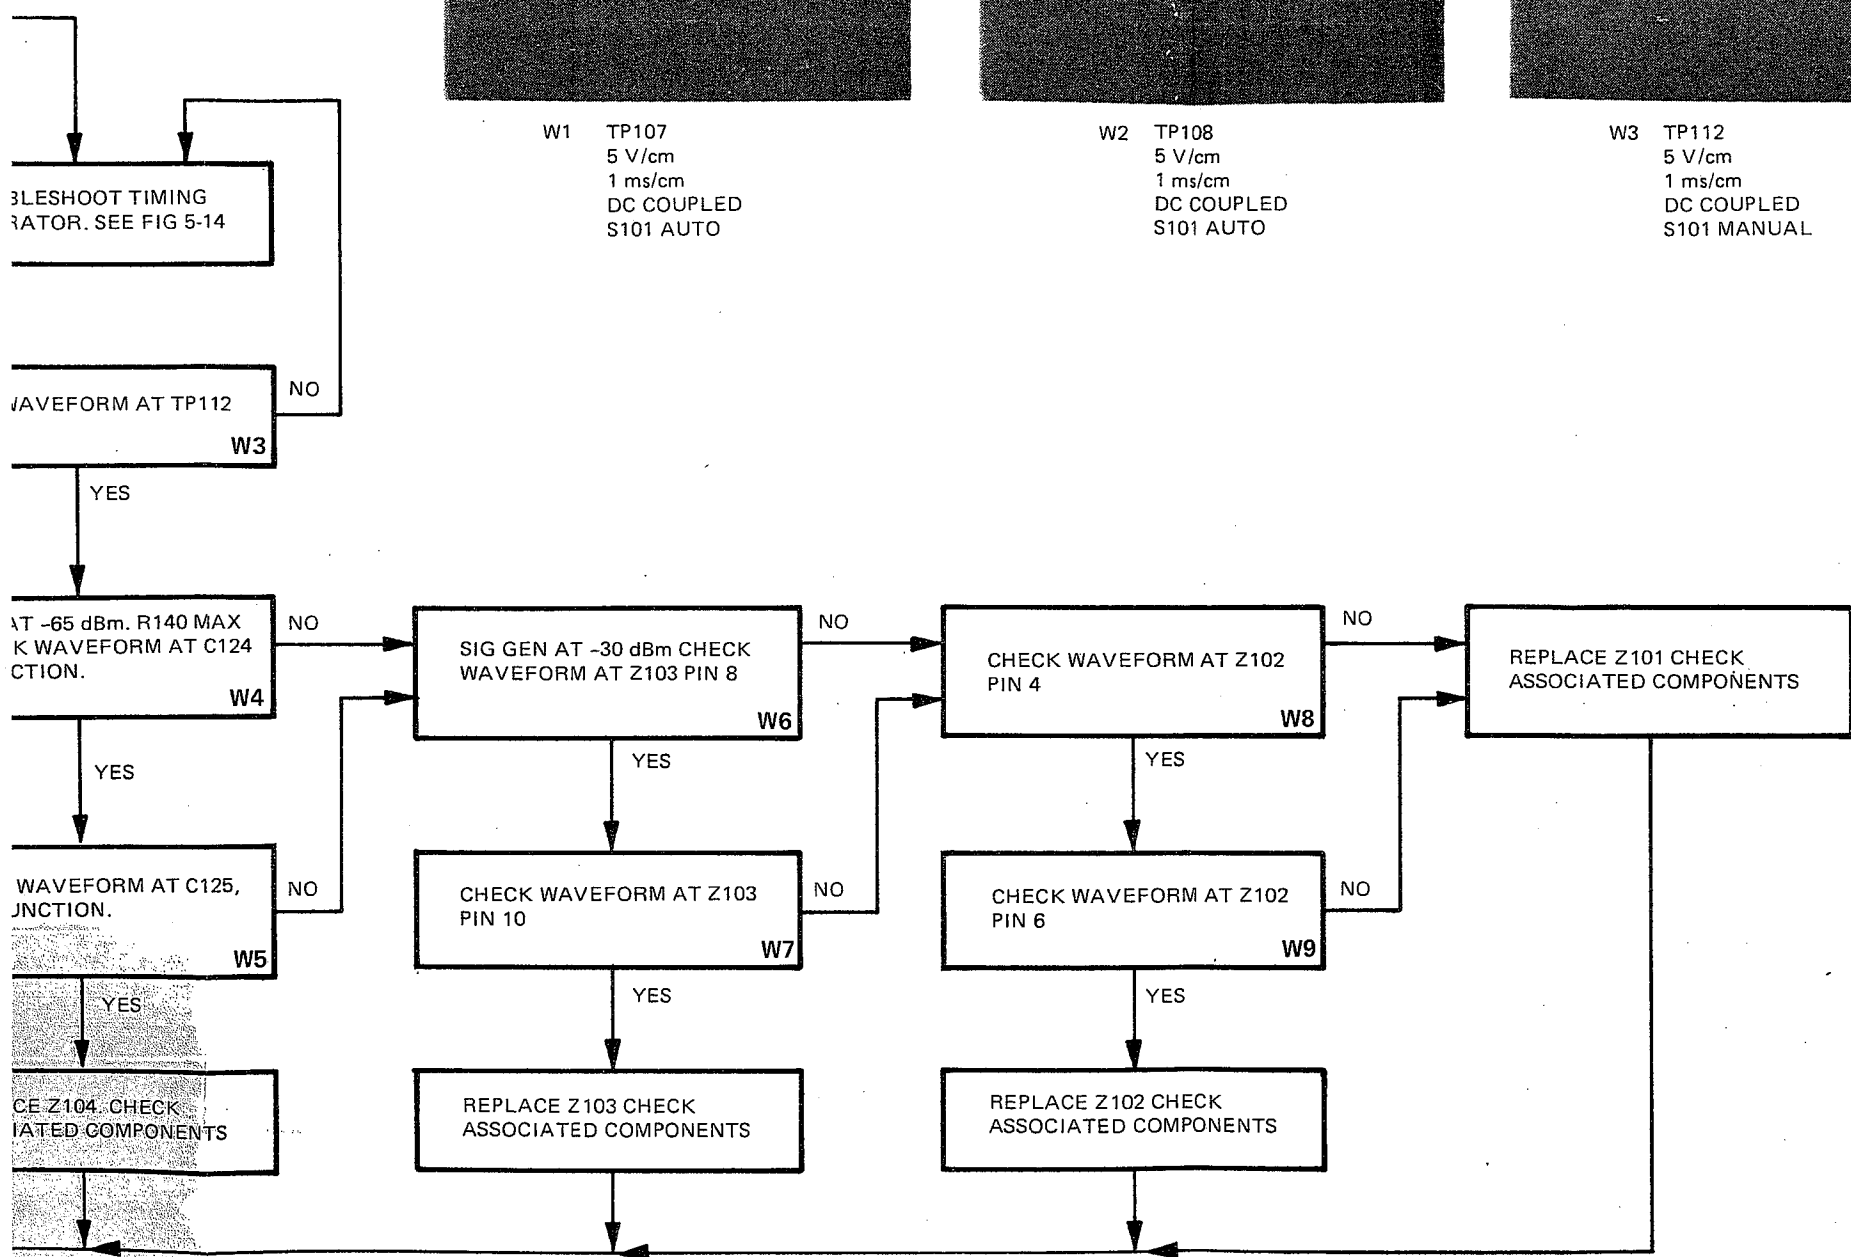 W1 TP107
5 V/cm
1 ms/cm
DC COUPLED
S101 AUTO
W2 TP108
5 V/cm
1 ms/cm
DC COUPLED
S101 AUTO
W3 TP112
5 V/cm
1 ms/cm
DC COUPLED
S101 MANUAL
BLESHOOT TIMING
RATOR. SEE FIG 5-14
WAVEFORM AT TP112
W3
NO
YES
AT -65 dBm. R140 MAX
K WAVEFORM AT C124
CTION.
W4
NO
YES
WAVEFORM AT C125,
UNCTION.
W5
NO
YES
CE Z104. CHECK
IATED COMPONENTS
SIG GEN AT -30 dBm CHECK
WAVEFORM AT Z103 PIN 8
W6
NO
YES
CHECK WAVEFORM AT Z103
PIN 10
W7
NO
YES
REPLACE Z103 CHECK
ASSOCIATED COMPONENTS
CHECK WAVEFORM AT Z102
PIN 4
W8
NO
YES
CHECK WAVEFORM AT Z102
PIN 6
W9
NO
YES
REPLACE Z102 CHECK
ASSOCIATED COMPONENTS
REPLACE Z101 CHECK
ASSOCIATED COMPONENTS